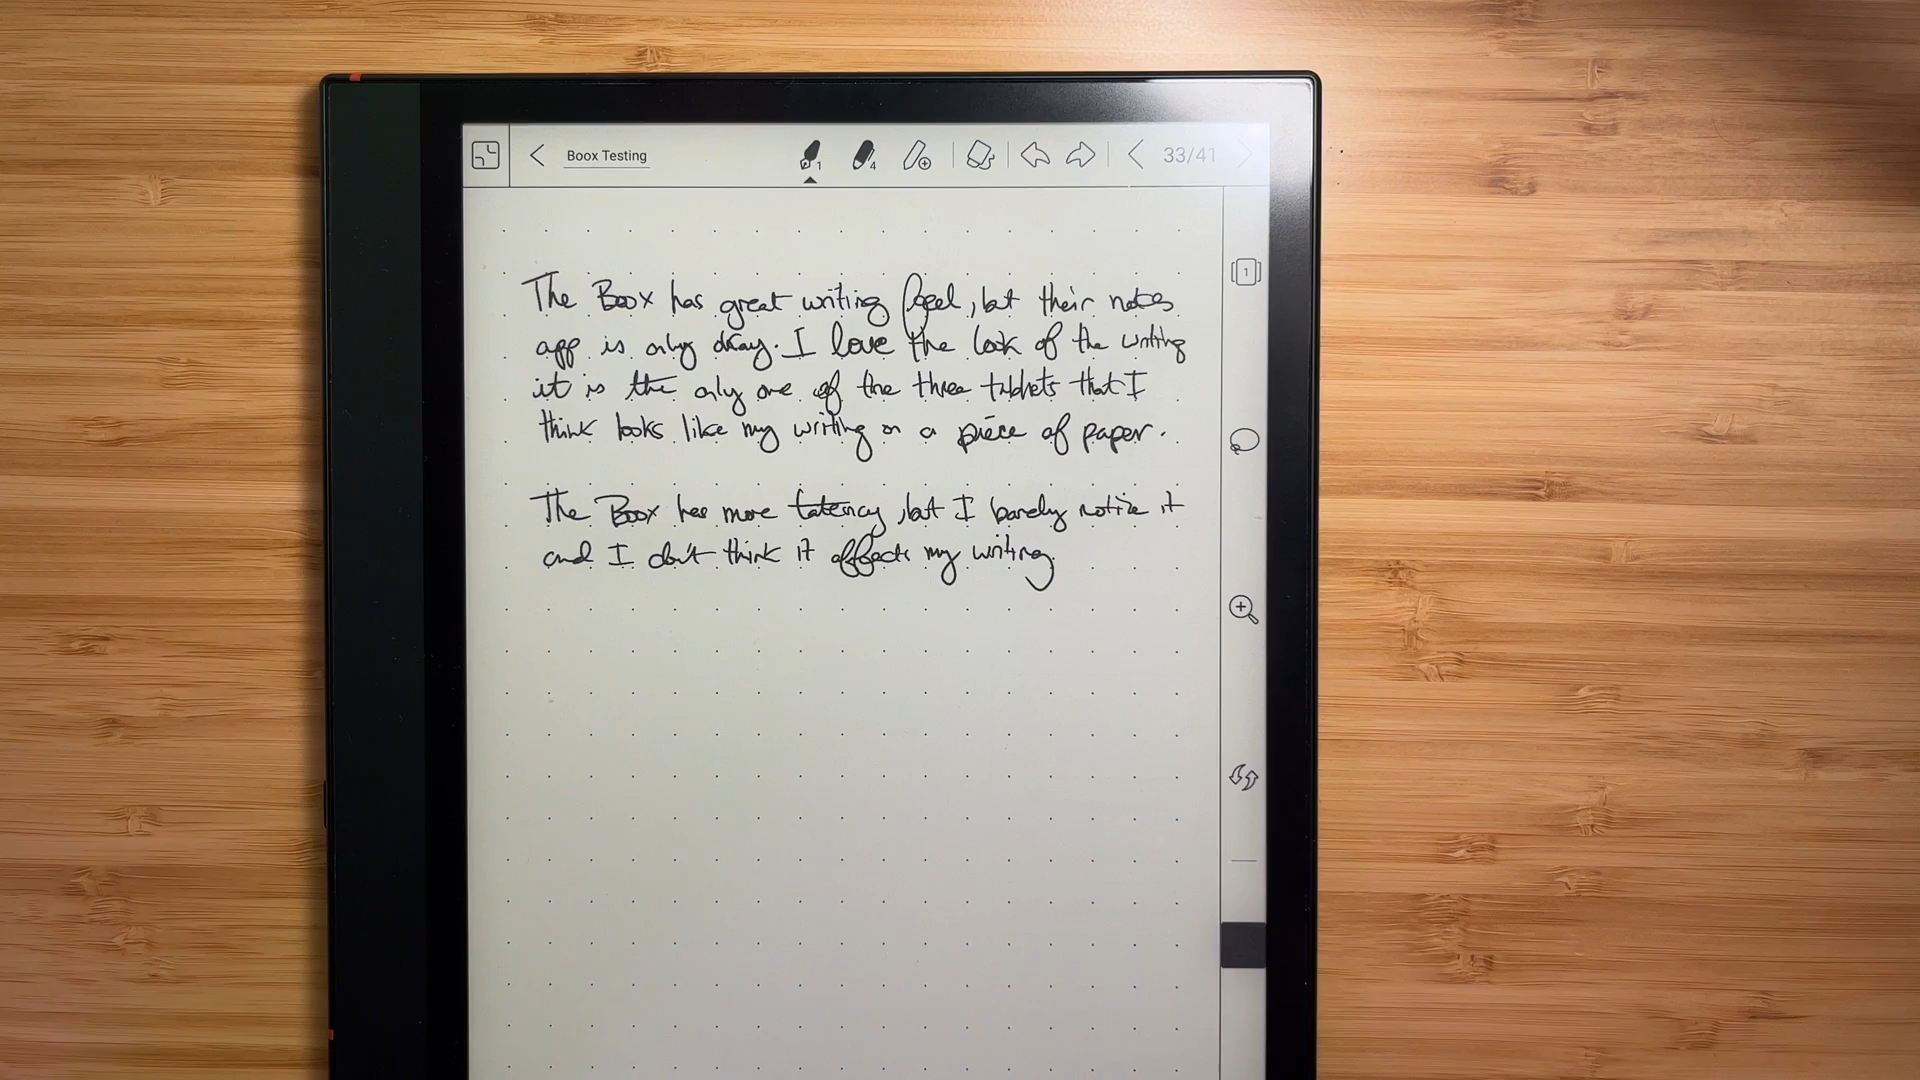 Boox Testing
1
4
33/41
1
The Boox has great writing feel, but their notes
app is only okay. I love the look of the writing
it is the only one of the three tablets that I
think looks like my writing on a piece of paper.
The Boox has more latency, but I barely notice it
and I don't think it affects my writing.